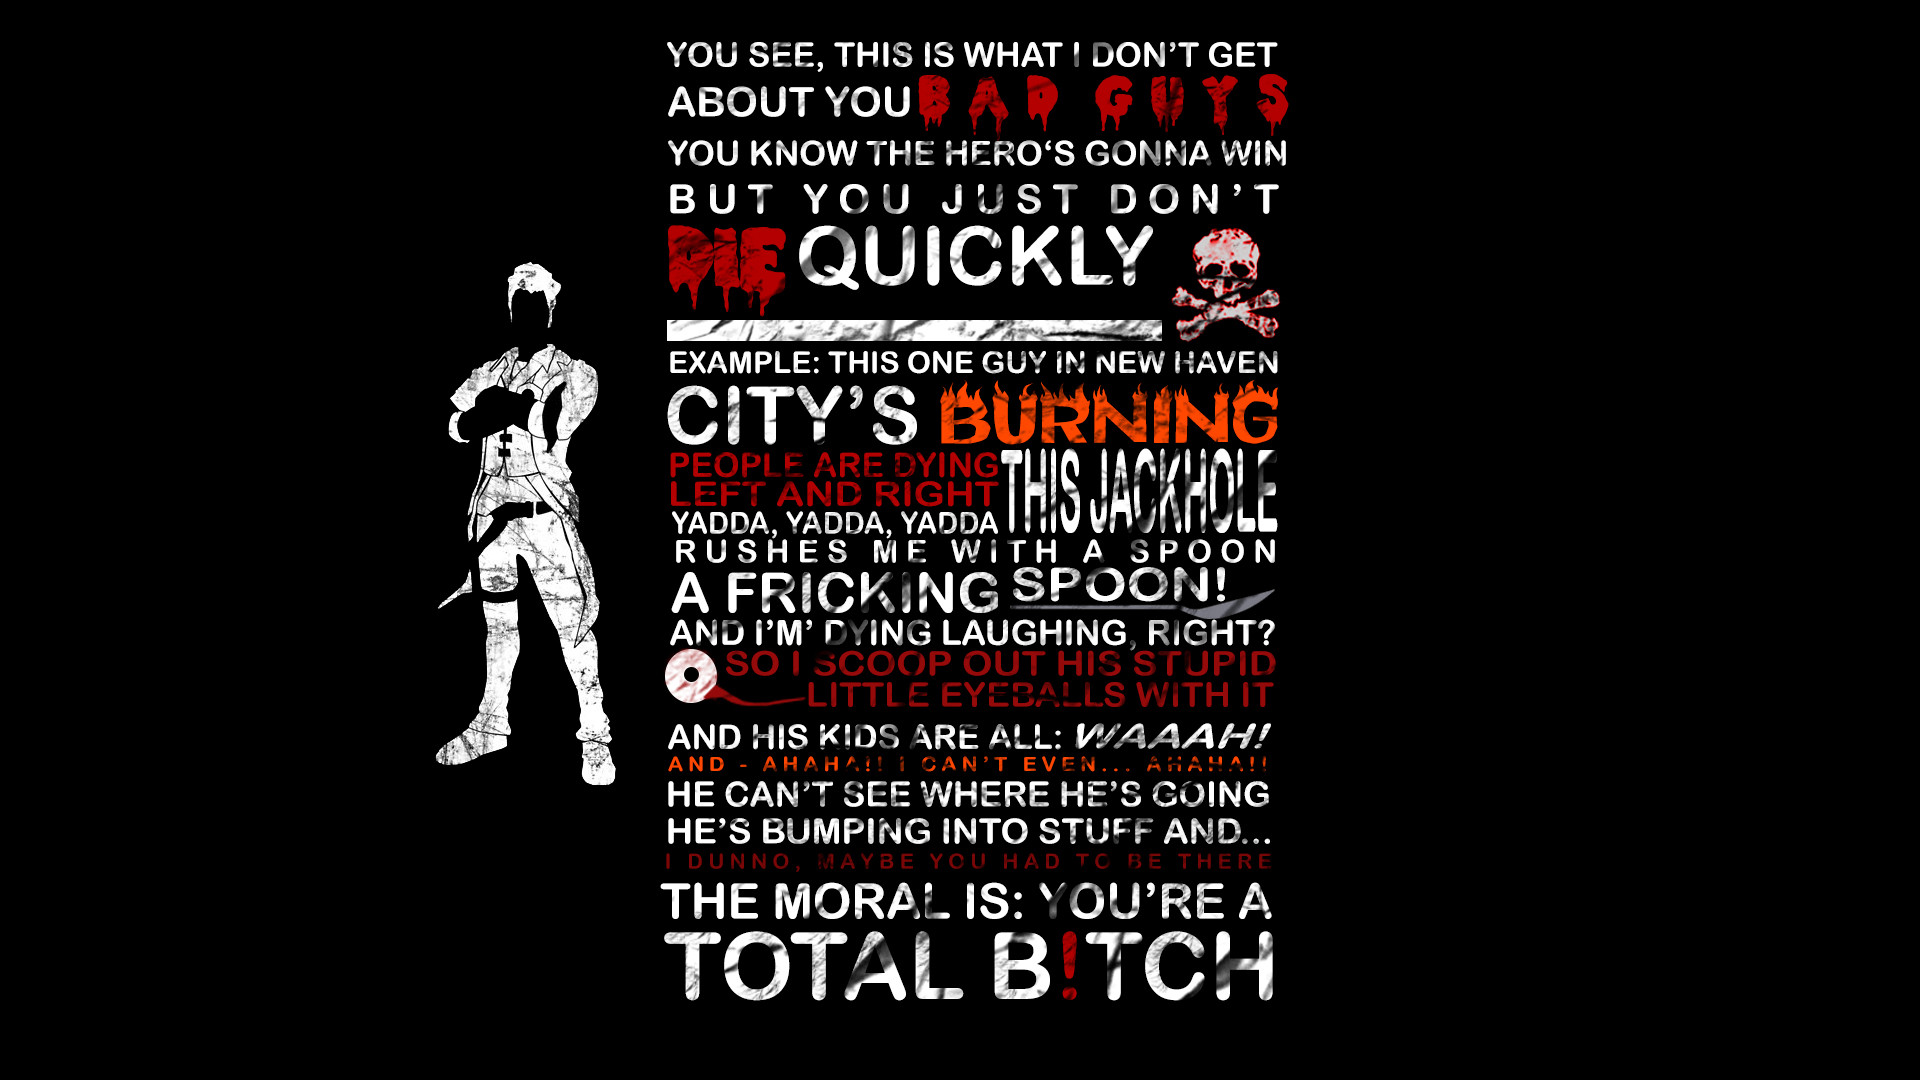 YOU SEE, THIS IS WHAT I DON'T GET
ABOUT YOU BAD GUYS
YOU KNOW THE HERO‘S GONNA WIN
BUT YOU JUST DON'T
DIE QUICKLY
EXAMPLE: THIS ONE GUY IN NEW HAVEN
CITY'S BURNING
PEOPLE ARE DYING
LEFT AND RIGHT
YADDA, YADDA, YADDA
THIS JACKHOLE
RUSHES ME WITH A SPOON
A FRICKING SPOON!
AND I'M' DYING LAUGHING, RIGHT?
SO I SCOOP OUT HIS STUPID
LITTLE EYEBALLS WITH IT
AND HIS KIDS ARE ALL: WAAAH!
AND - AHAHA!! I CAN'T EVEN... AHAHA!!
HE CAN'T SEE WHERE HE'S GOING
HE'S BUMPING INTO STUFF AND...
I DUNNO, MAYBE YOU HAD TO BE THERE
THE MORAL IS: YOU'RE A
TOTAL B!TCH